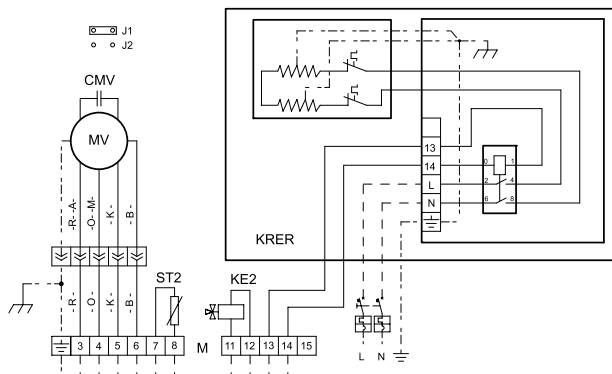 J1
J2
CMV
MV
-R-
-A-
-O-
-M-
-K-
-B-
-R-
-O-
-K-
-B-
ST2
KE2
KRER
13
14
L
N
0 1
2 4
6 8
3 4 5 6 7 8
M
11 12 13 14 15
L N